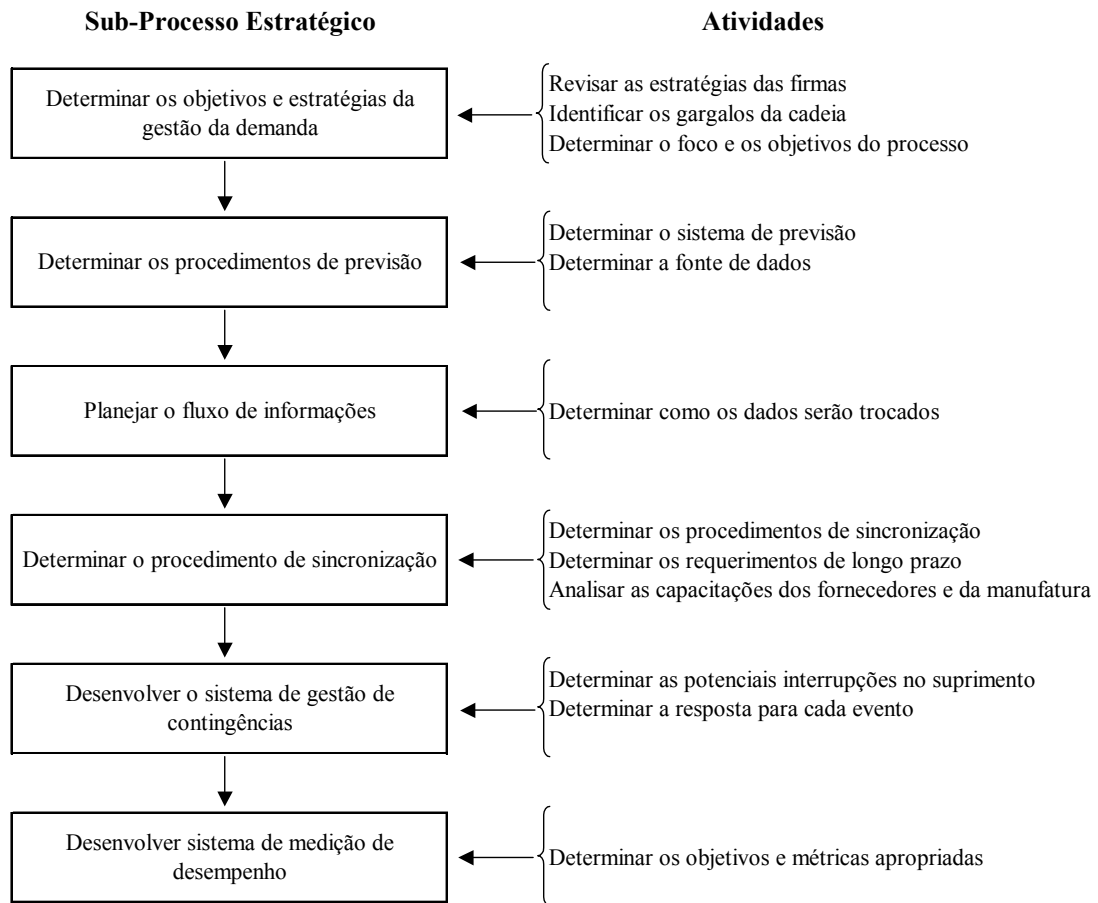 Sub-Processo Estratégico
Atividades
Determinar os objetivos e estratégias da
gestão da demanda
Revisar as estratégias das firmas
Identificar os gargalos da cadeia
Determinar o foco e os objetivos do processo
Determinar os procedimentos de previsão
Determinar o sistema de previsão
Determinar a fonte de dados
Planejar o fluxo de informações
Determinar como os dados serão trocados
Determinar o procedimento de sincronização
Determinar os procedimentos de sincronização
Determinar os requerimentos de longo prazo
Analisar as capacitações dos fornecedores e da manufatura
Desenvolver o sistema de gestão de
contingências
Determinar as potenciais interrupções no suprimento
Determinar a resposta para cada evento
Desenvolver sistema de medição de
desempenho
Determinar os objetivos e métricas apropriadas